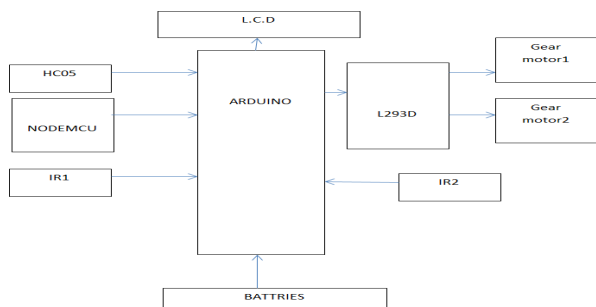 L.C.D
HC05
ARDUINO
Gear
motor1
NODEMCU
L293D
Gear
motor2
IR1
IR2
BATTRIES